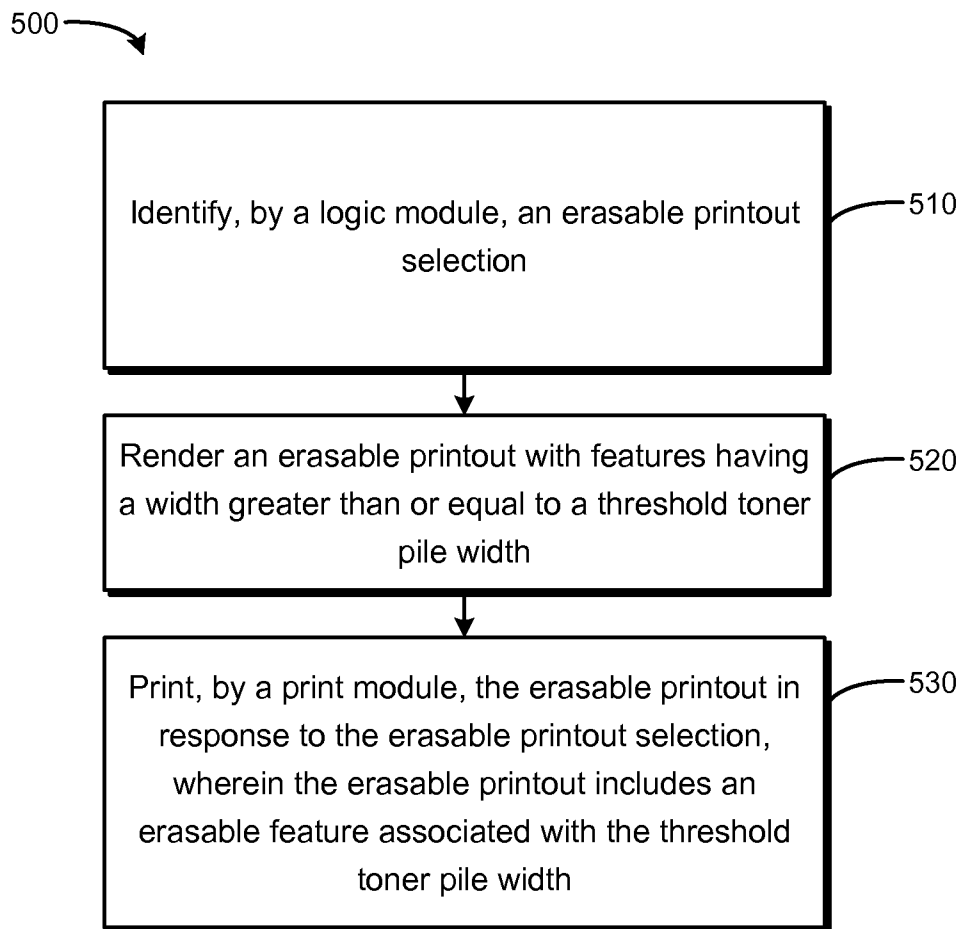 500
Identify, by a logic module, an erasable printout
selection
510
Render an erasable printout with features having
a width greater than or equal to a threshold toner
pile width
520
Print, by a print module, the erasable printout in
response to the erasable printout selection,
wherein the erasable printout includes an
erasable feature associated with the threshold
toner pile width
530